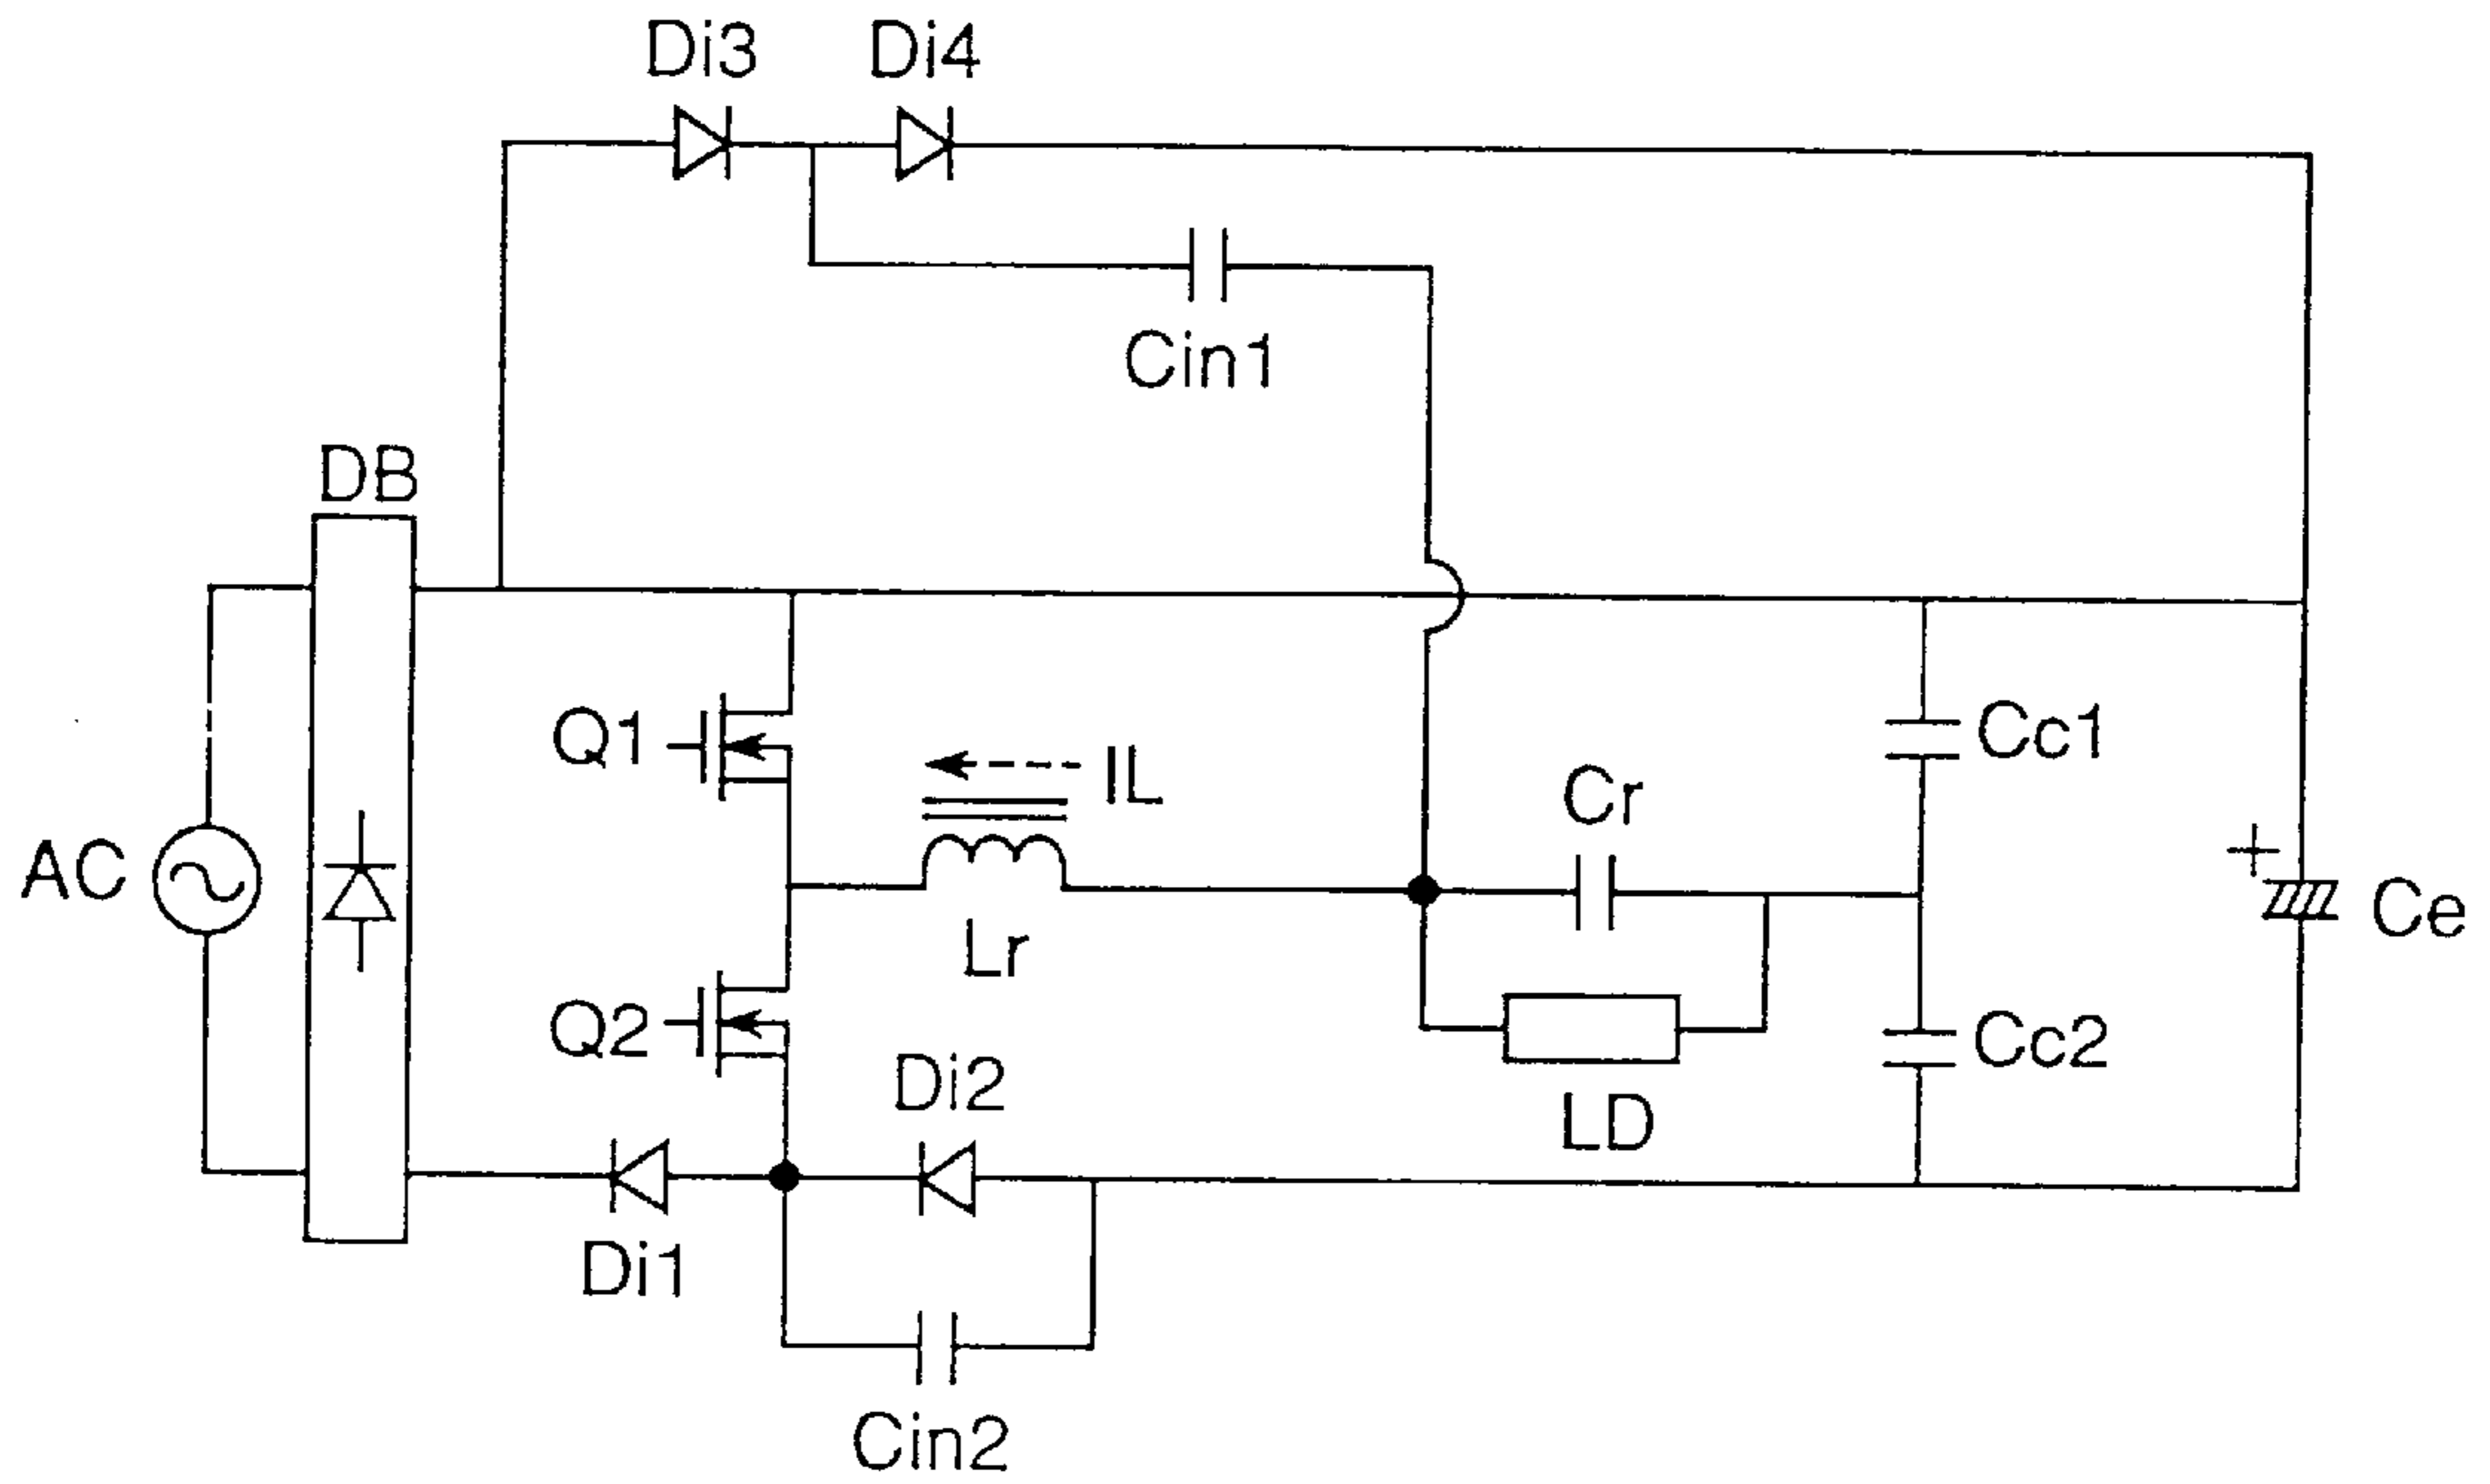 Di3
Di4
Cin1
DB
Q1
IL
Cc1
Cr
AC
+
Ce
Lr
Q2
Di2
Cc2
LD
Di1
Cin2